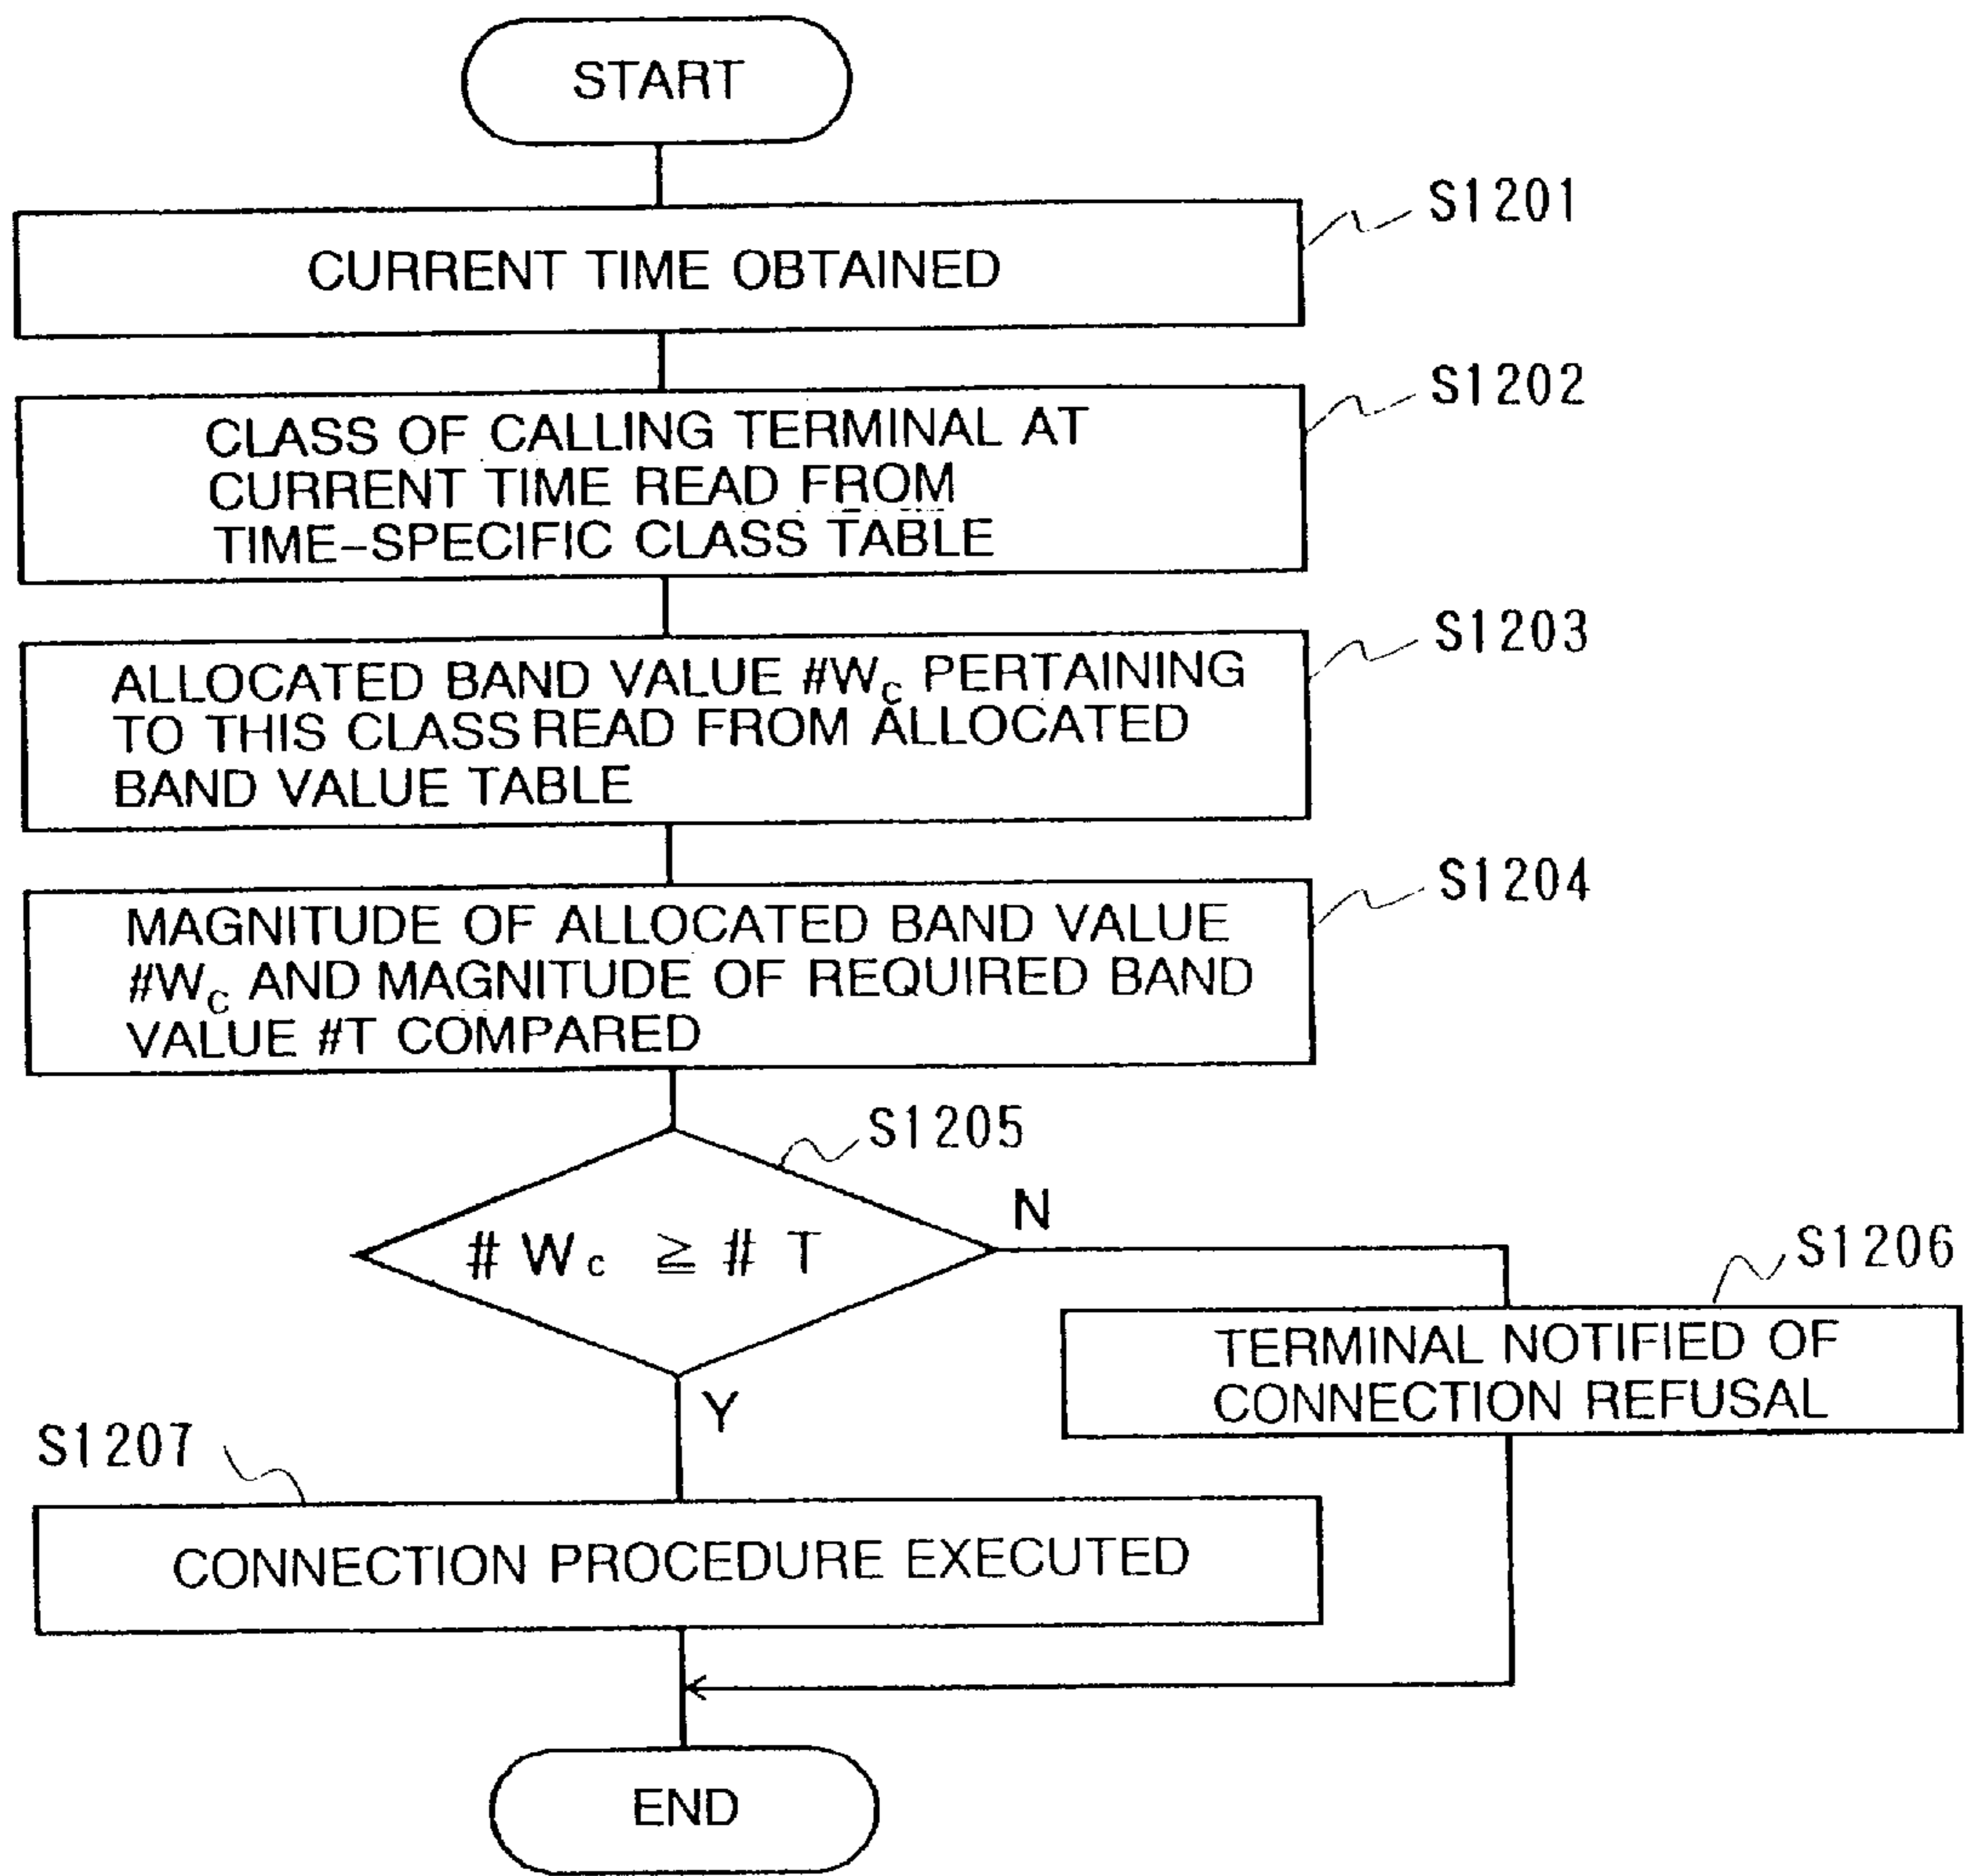 START
S1201
CURRENT TIME OBTAINED
S1202
CLASS OF CALLING TERMINAL AT
CURRENT TIME READ FROM
TIME-SPECIFIC CLASS TABLE
S1203
ALLOCATED BAND VALUE #Wc PERTAINING
TO THIS CLASS READ FROM ALLOCATED
BAND VALUE TABLE
S1204
MAGNITUDE OF ALLOCATED BAND VALUE
#Wc AND MAGNITUDE OF REQUIRED BAND
VALUE #T COMPARED
S1205
N
# Wc ≧ # T
S1206
TERMINAL NOTIFIED OF
CONNECTION REFUSAL
Y
S1207
CONNECTION PROCEDURE EXECUTED
END